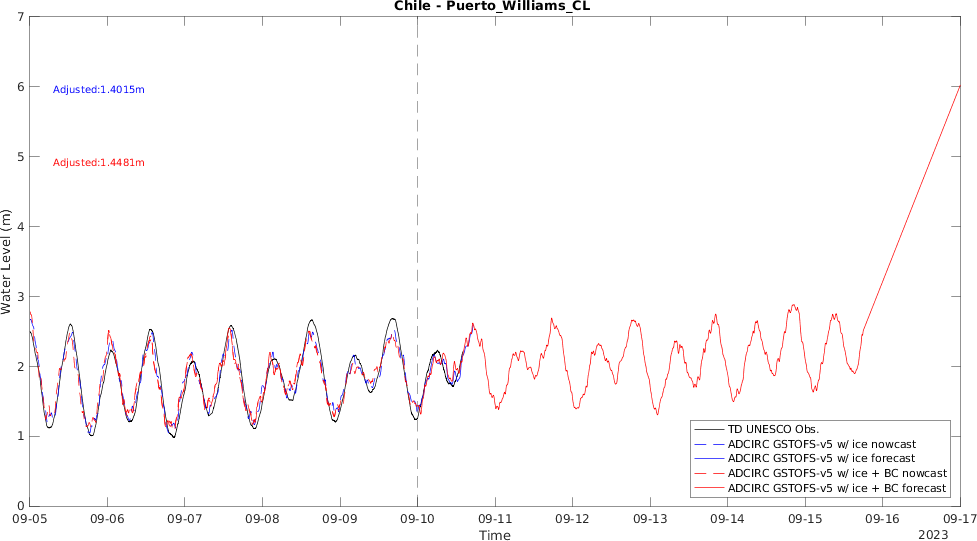 Chile - Puerto_Williams_CL
Water Level (m)
7
6
5
4
3
2
1
0
Adjusted:1.4015m
Adjusted:1.4481m
TD UNESCO Obs.
ADCIRC GSTOFS-v5 w/ ice nowcast
ADCIRC GSTOFS-v5 w/ ice forecast
ADCIRC GSTOFS-v5 w/ ice + BC nowcast
ADCIRC GSTOFS-v5 w/ ice + BC forecast
09-05 09-06 09-07 09-08 09-09 09-10 09-11 09-12 09-13 09-14 09-15 09-16 09-17
Time
2023